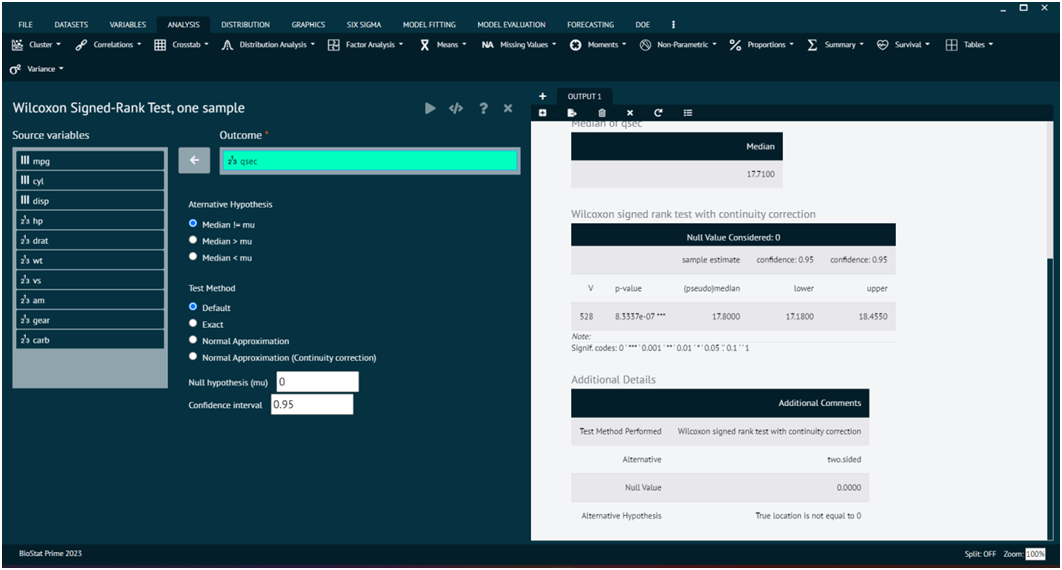 FILE DATASETS VARIABLES ANALYSIS DISTRIBUTION GRAPHICS SIX SIGMA MODEL FITTING MODEL EVALUATION FORECASTING DOE
Cluster Correlations Crosstab Distribution Analysis Factor Analysis Means NA Missing Values Moments Non-Parametric Proportions Summary Survival Tables
σ² Variance
Wilcoxon Signed-Rank Test, one sample
Source variables
mpg
cyl
disp
hp
drat
wt
vs
am
gear
carb
Outcome *
qsec
Aternative Hypothesis
Median != mu
Median > mu
Median < mu
Test Method
Default
Exact
Normal Approximation
Normal Approximation (Continuity correction)
Null hypothesis (mu) 0
Confidence interval 0.95
+ OUTPUT 1
Median of qsec
Median
17.7100
Wilcoxon signed rank test with continuity correction
Null Value Considered: 0
sample estimate confidence: 0.95 confidence: 0.95
V p-value (pseudo)median lower upper
528 8.3337e-07 *** 17.8000 17.1800 18.4550
Note:
Signif. codes: 0 '***' 0.001 '**' 0.01 '*' 0.05 '.' 0.1 ' ' 1
Additional Details
Additional Comments
Test Method Performed Wilcoxon signed rank test with continuity correction
Alternative two.sided
Null Value 0.0000
Alternative Hypothesis True location is not equal to 0
BioStat Prime 2023
Split: OFF Zoom: 100%